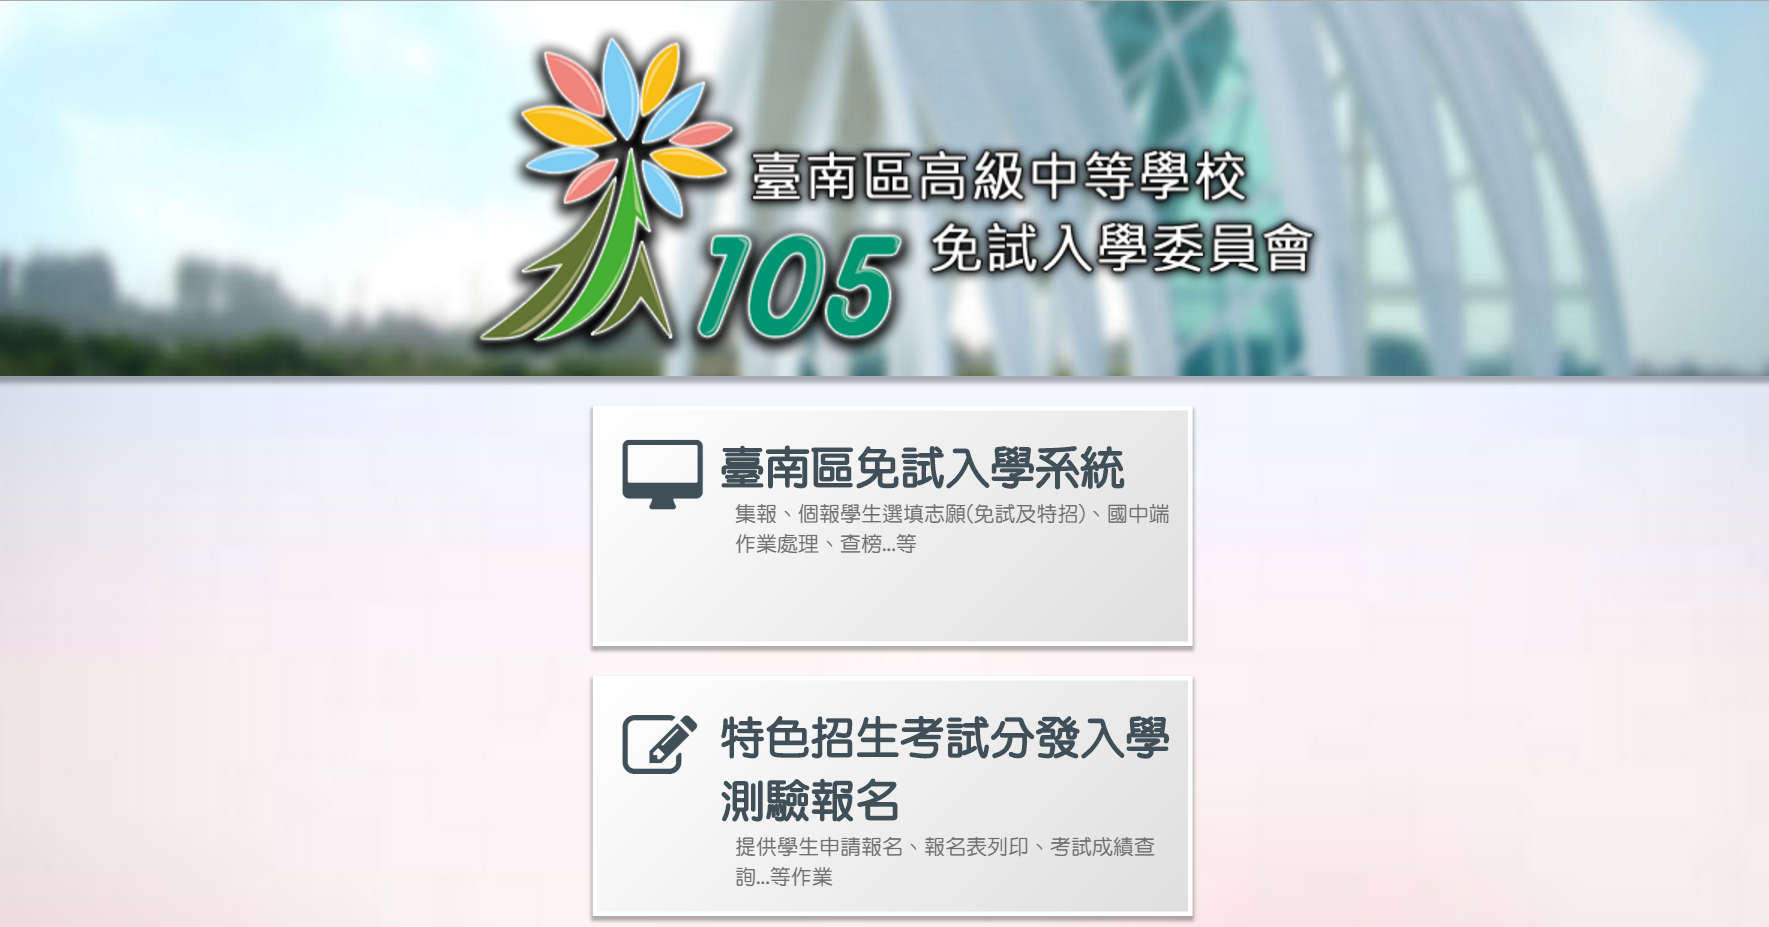 臺南區高級中等學校
免試入學委員會
105
臺南區免試入學系統
集報、個報學生選填志願(免試及特招)、國中端
作業處理、查榜...等
特色招生考試分發入學
測驗報名
提供學生申請報名、報名表列印、考試成績查
詢...等作業